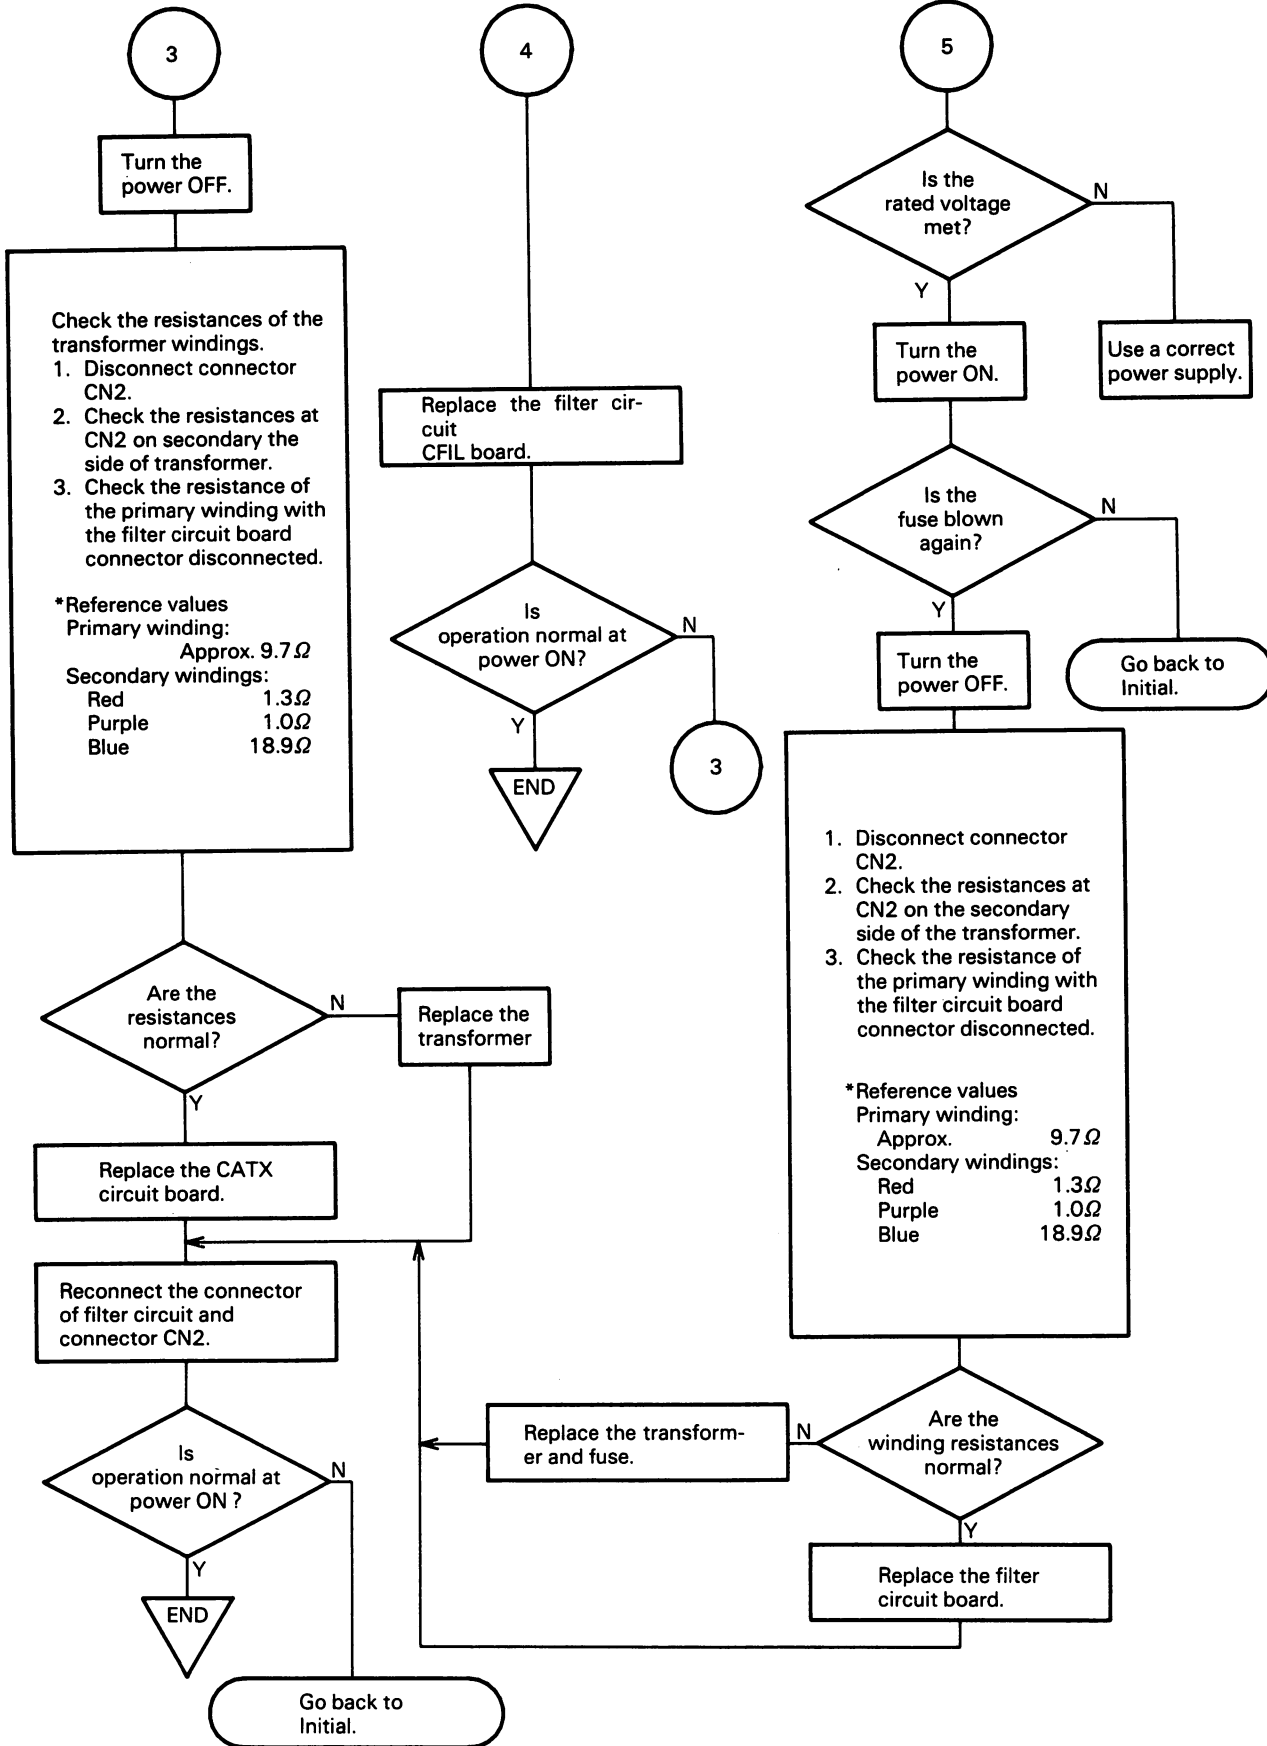 3
Turn the
power OFF.
Check the resistances of the
transformer windings.
1. Disconnect connector
CN2.
2. Check the resistances at
CN2 on secondary the
side of transformer.
3. Check the resistance of
the primary winding with
the filter circuit board
connector disconnected.
*Reference values
Primary winding:
Approx. 9.7Ω
Secondary windings:
Red 1.3Ω
Purple 1.0Ω
Blue 18.9Ω
Are the
resistances
normal?
N
Replace the
transformer
Y
Replace the CATX
circuit board.
Reconnect the connector
of filter circuit and
connector CN2.
Is
operation normal at
power ON ?
N
Y
END
Go back to
Initial.
4
Replace the filter cir-
cuit
CFIL board.
Is
operation normal at
power ON?
N
Y
END
3
5
Is the
rated voltage
met?
N
Y
Use a correct
power supply.
Turn the
power ON.
Is the
fuse blown
again?
N
Y
Go back to
Initial.
Turn the
power OFF.
1. Disconnect connector
CN2.
2. Check the resistances at
CN2 on the secondary
side of the transformer.
3. Check the resistance of
the primary winding with
the filter circuit board
connector disconnected.
*Reference values
Primary winding:
Approx. 9.7Ω
Secondary windings:
Red 1.3Ω
Purple 1.0Ω
Blue 18.9Ω
Are the
winding resistances
normal?
N
Replace the transform-
er and fuse.
Y
Replace the filter
circuit board.